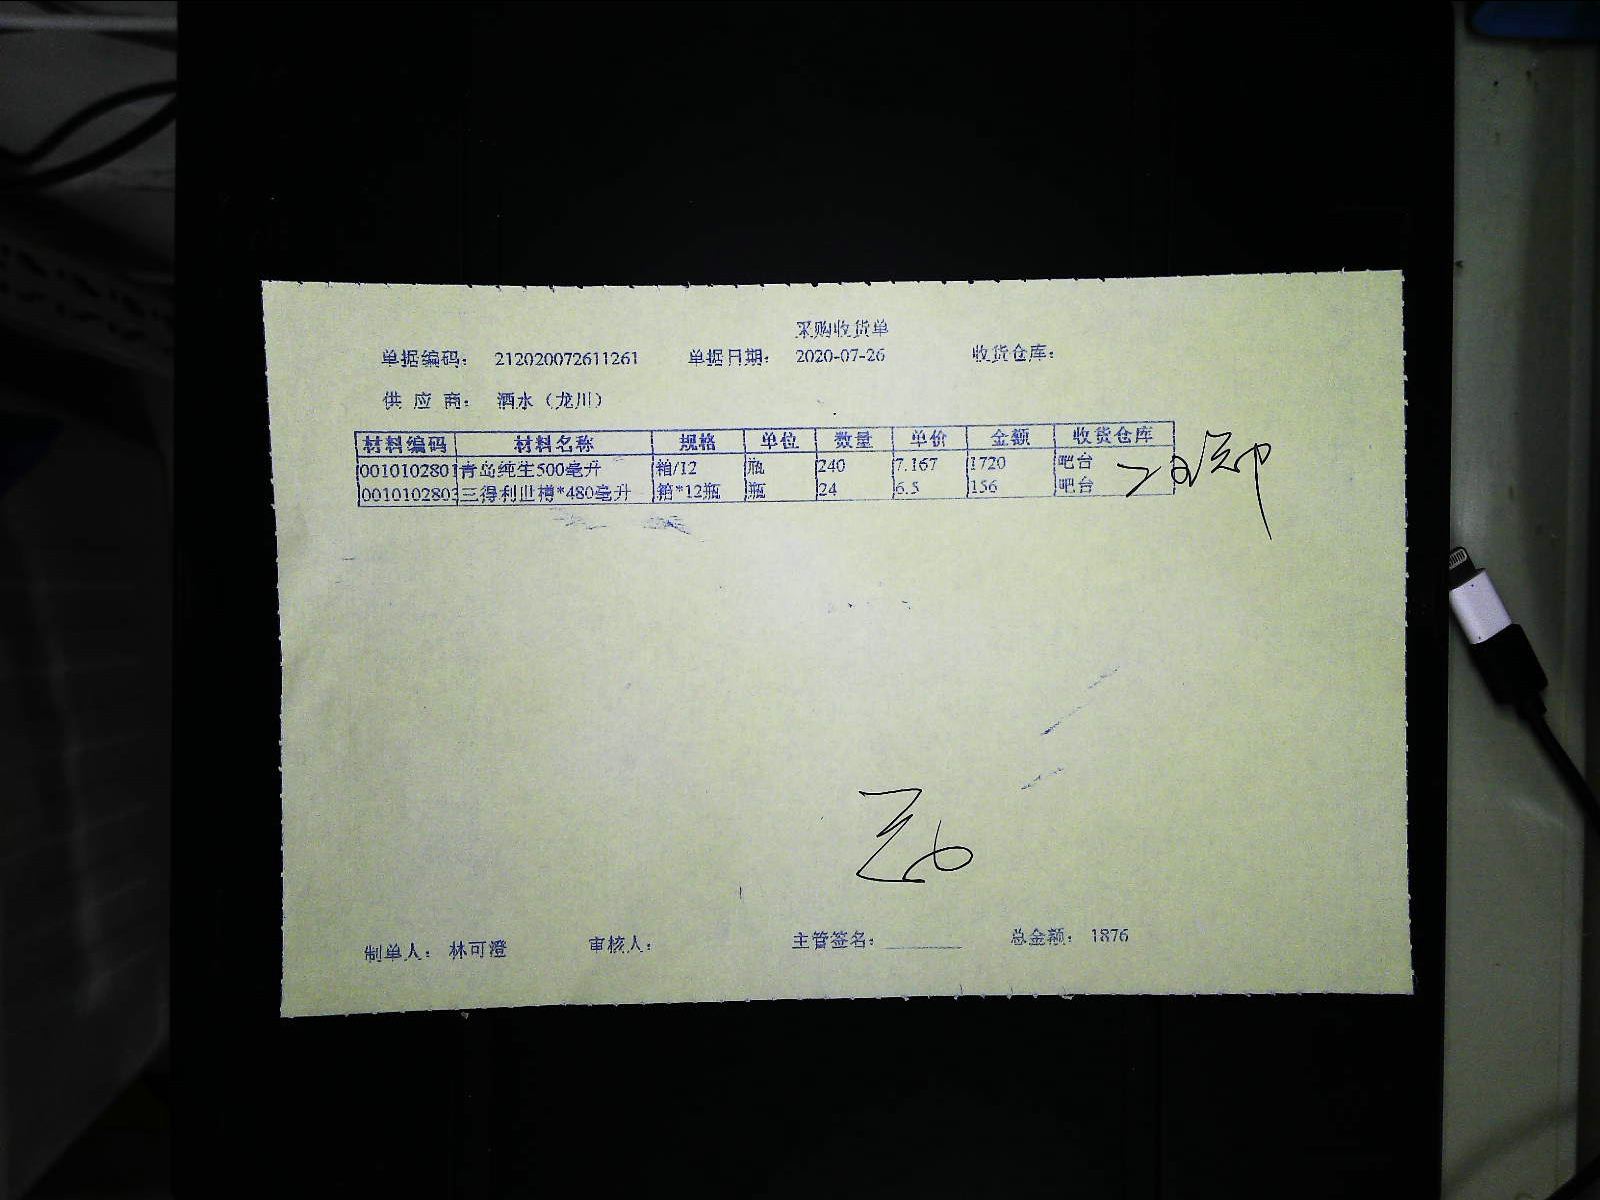 采购收货单
单据编码： 212020072611261 单据日期： 2020-07-26 收货仓库：
供 应 商： 酒水（龙川）
材料编码 材料名称 规格 单位 数量 单价 金额 收货仓库
0010102801 青岛纯生500毫升 箱/12 瓶 240 7.167 1720 吧台
0010102803 三得利世樽*480毫升 箱*12瓶 瓶 24 6.5 156 吧台
制单人： 林可澄 审核人： 主管签名： 总金额： 1876